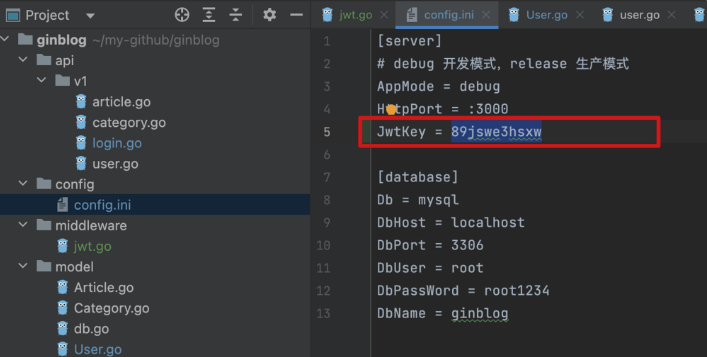 Project
jwt.go
config.ini
User.go
user.go
ginblog ~/my-github/ginblog
api
v1
article.go
category.go
login.go
user.go
config
config.ini
middleware
jwt.go
model
Article.go
Category.go
db.go
User.go
1 [server]
2 # debug 开发模式，release 生产模式
3 AppMode = debug
4 HttpPort = :3000
5 JwtKey = 89jswe3hsxw
6
7 [database]
8 Db = mysql
9 DbHost = localhost
10 DbPort = 3306
11 DbUser = root
12 DbPassWord = root1234
13 DbName = ginblog